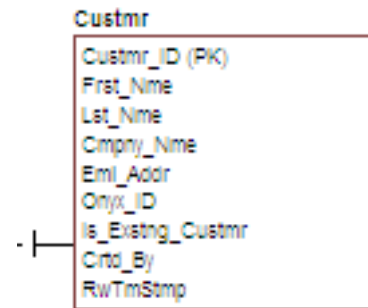 Custmr
Custmr_ID (PK)
Frst_Nme
Lst_Nme
Cmpny_Nme
Eml_Addr
Onyx_ID
Is_Exstng_Custmr
Crtd_By
RwTmStmp